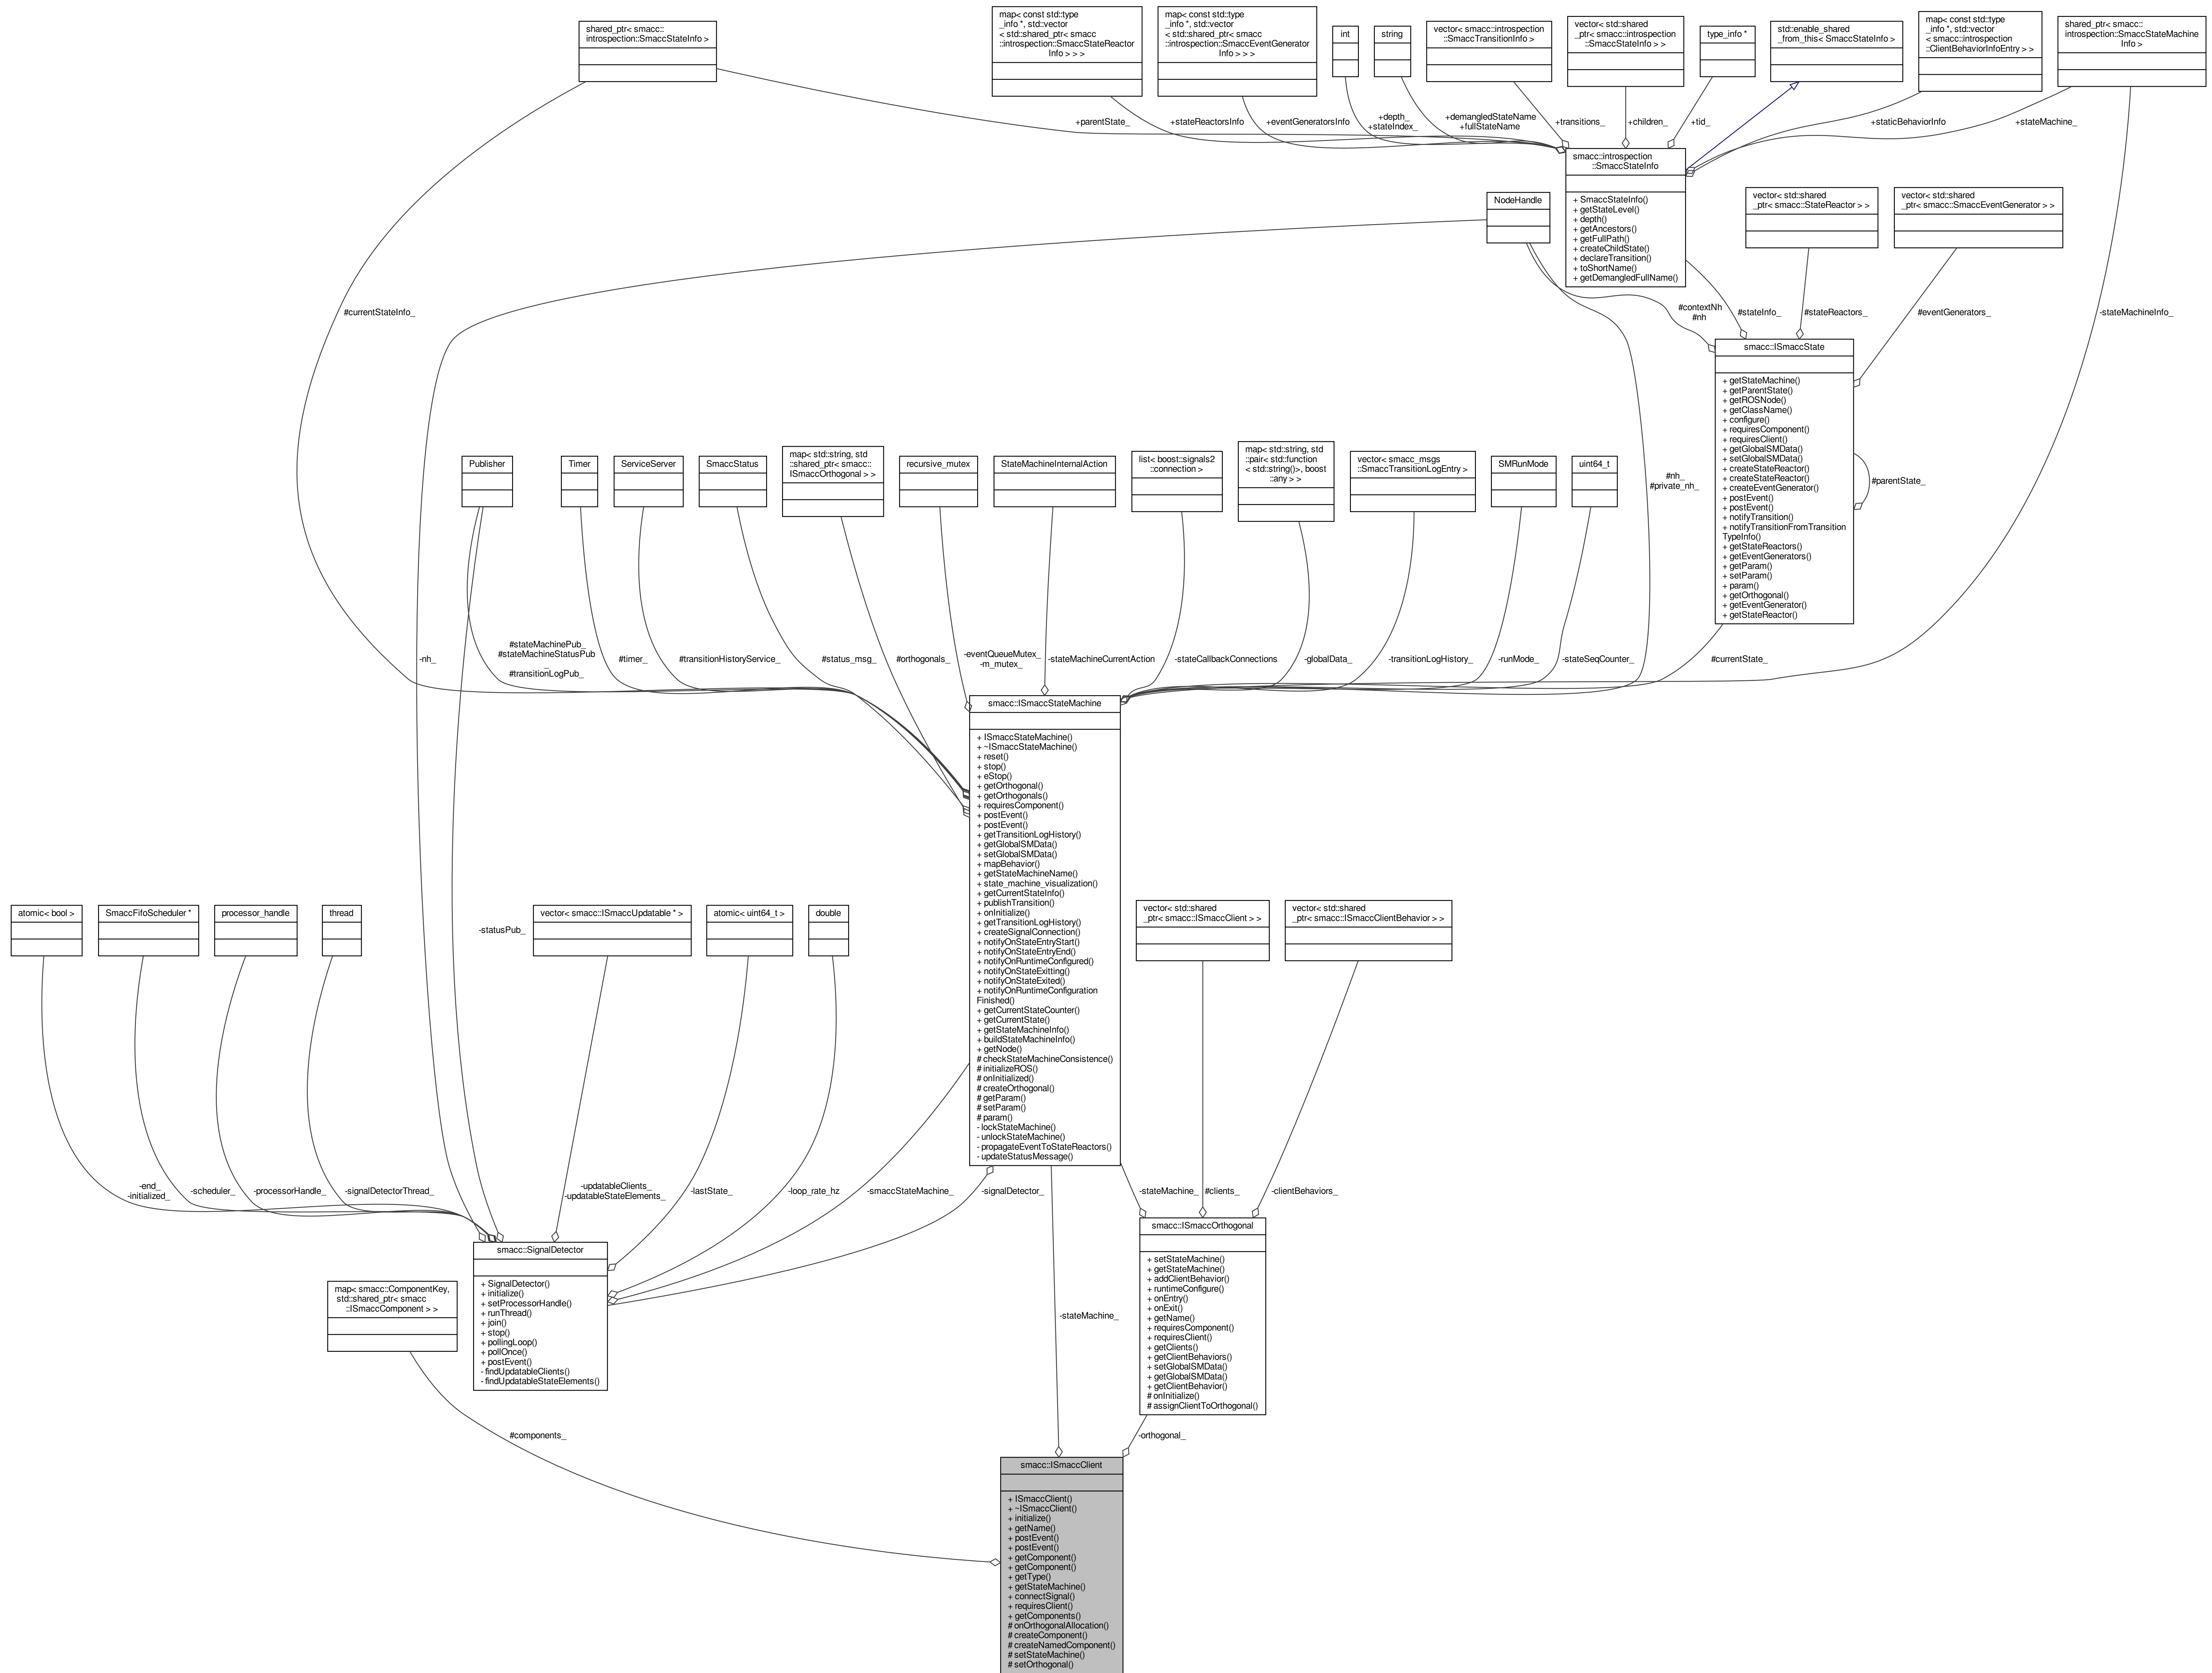 shared_ptr< smacc::
introspection::SmaccStateInfo >
map< const std::type
_info *, std::vector
< std::shared_ptr< smacc
::introspection::SmaccStateReactor
Info > > >
map< const std::type
_info *, std::vector
< std::shared_ptr< smacc
::introspection::SmaccEventGenerator
Info > > >
int
string
vector< smacc::introspection
::SmaccTransitionInfo >
vector< std::shared
_ptr< smacc::introspection
::SmaccStateInfo > >
type_info *
std::enable_shared
_from_this< SmaccStateInfo >
map< const std::type
_info *, std::vector
< smacc::introspection
::ClientBehaviorInfoEntry > >
shared_ptr< smacc::
introspection::SmaccStateMachine
Info >
+parentState_
+stateReactorsInfo
+eventGeneratorsInfo
+depth_
+stateIndex_
+demangledStateName
+fullStateName
+transitions_
+children_
+tid_
+staticBehaviorInfo
+stateMachine_
smacc::introspection
::SmaccStateInfo
+ SmaccStateInfo()
+ getStateLevel()
+ depth()
+ getAncestors()
+ getFullPath()
+ createChildState()
+ declareTransition()
+ toShortName()
+ getDemangledFullName()
NodeHandle
vector< std::shared
_ptr< smacc::StateReactor > >
vector< std::shared
_ptr< smacc::SmaccEventGenerator > >
#currentStateInfo_
#contextNh
#nh
#stateInfo_
#stateReactors_
#eventGenerators_
-stateMachineInfo_
smacc::ISmaccState
+ getStateMachine()
+ getParentState()
+ getROSNode()
+ getClassName()
+ configure()
+ requiresComponent()
+ requiresClient()
+ getGlobalSMData()
+ setGlobalSMData()
+ createStateReactor()
+ createStateReactor()
+ createEventGenerator()
+ postEvent()
+ postEvent()
+ notifyTransition()
+ notifyTransitionFromTransition
TypeInfo()
+ getStateReactors()
+ getEventGenerators()
+ getParam()
+ setParam()
+ param()
+ getOrthogonal()
+ getEventGenerator()
+ getStateReactor()
#parentState_
Publisher
Timer
ServiceServer
SmaccStatus
map< std::string, std
::shared_ptr< smacc::
ISmaccOrthogonal > >
recursive_mutex
StateMachineInternalAction
list< boost::signals2
::connection >
map< std::string, std
::pair< std::function
< std::string()>, boost
::any > >
vector< smacc_msgs
::SmaccTransitionLogEntry >
SMRunMode
uint64_t
#nh_
#private_nh_
-nh_
#stateMachinePub_
#stateMachineStatusPub
_
#transitionLogPub_
#timer_
#transitionHistoryService_
#status_msg_
#orthogonals_
-eventQueueMutex_
-m_mutex_
-stateMachineCurrentAction
-stateCallbackConnections
-globalData_
-transitionLogHistory_
-runMode_
-stateSeqCounter_
#currentState_
smacc::ISmaccStateMachine
+ ISmaccStateMachine()
+ ~ISmaccStateMachine()
+ reset()
+ stop()
+ eStop()
+ getOrthogonal()
+ getOrthogonals()
+ requiresComponent()
+ postEvent()
+ postEvent()
+ getTransitionLogHistory()
+ getGlobalSMData()
+ setGlobalSMData()
+ mapBehavior()
+ getStateMachineName()
+ state_machine_visualization()
+ getCurrentStateInfo()
+ publishTransition()
+ onInitialize()
+ getTransitionLogHistory()
+ createSignalConnection()
+ notifyOnStateEntryStart()
+ notifyOnStateEntryEnd()
+ notifyOnRuntimeConfigured()
+ notifyOnStateExitting()
+ notifyOnStateExited()
+ notifyOnRuntimeConfiguration
Finished()
+ getCurrentStateCounter()
+ getCurrentState()
+ getStateMachineInfo()
+ buildStateMachineInfo()
+ getNode()
# checkStateMachineConsistence()
# initializeROS()
# onInitialized()
# createOrthogonal()
# getParam()
# setParam()
# param()
- lockStateMachine()
- unlockStateMachine()
- propagateEventToStateReactors()
- updateStatusMessage()
atomic< bool >
SmaccFifoScheduler *
processor_handle
thread
-statusPub_
vector< smacc::ISmaccUpdatable * >
atomic< uint64_t >
double
vector< std::shared
_ptr< smacc::ISmaccClient > >
vector< std::shared
_ptr< smacc::ISmaccClientBehavior > >
-end_
-initialized_
-scheduler_
-processorHandle_
-signalDetectorThread_
-updatableClients_
-updatableStateElements_
-lastState_
-loop_rate_hz
-smaccStateMachine_
-signalDetector_
-stateMachine_
#clients_
-clientBehaviors_
smacc::SignalDetector
+ SignalDetector()
+ initialize()
+ setProcessorHandle()
+ runThread()
+ join()
+ stop()
+ pollingLoop()
+ pollOnce()
+ postEvent()
- findUpdatableClients()
- findUpdatableStateElements()
smacc::ISmaccOrthogonal
+ setStateMachine()
+ getStateMachine()
+ addClientBehavior()
+ runtimeConfigure()
+ onEntry()
+ onExit()
+ getName()
+ requiresComponent()
+ requiresClient()
+ getClients()
+ getClientBehaviors()
+ setGlobalSMData()
+ getGlobalSMData()
+ getClientBehavior()
# onInitialize()
# assignClientToOrthogonal()
map< smacc::ComponentKey,
std::shared_ptr< smacc
::ISmaccComponent > >
-stateMachine_
#components_
-orthogonal_
smacc::ISmaccClient
+ ISmaccClient()
+ ~ISmaccClient()
+ initialize()
+ getName()
+ postEvent()
+ postEvent()
+ getComponent()
+ getComponent()
+ getType()
+ getStateMachine()
+ connectSignal()
+ requiresClient()
+ getComponents()
# onOrthogonalAllocation()
# createComponent()
# createNamedComponent()
# setStateMachine()
# setOrthogonal()